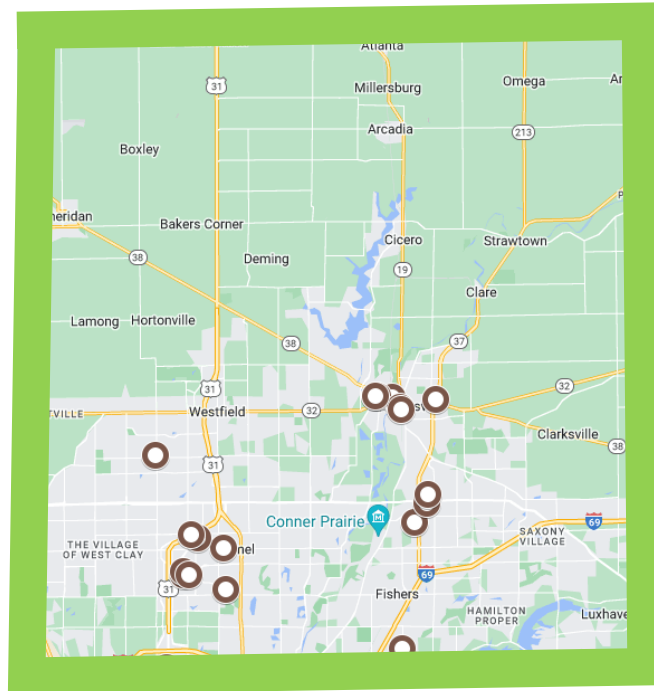 Atlanta
Millersburg
Omega
31
Arcadia
213
Boxley
Bakers Corner
Cicero
Strawtown
38
Deming
19
Clare
Lamong
Hortonville
38
37
31
32
Westfield
32
Clarksville
38
31
Conner Prairie
69
SAXONY
VILLAGE
THE VILLAGE
OF WEST CLAY
69
31
Fishers
HAMILTON
PROPER